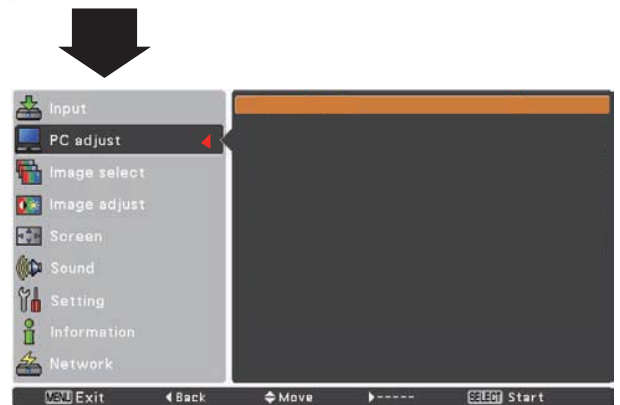 Input
PC adjust
Image select
Image adjust
Screen
Sound
Setting
Information
Network
MENU Exit ◀Back Move ▶----- SELECT Start